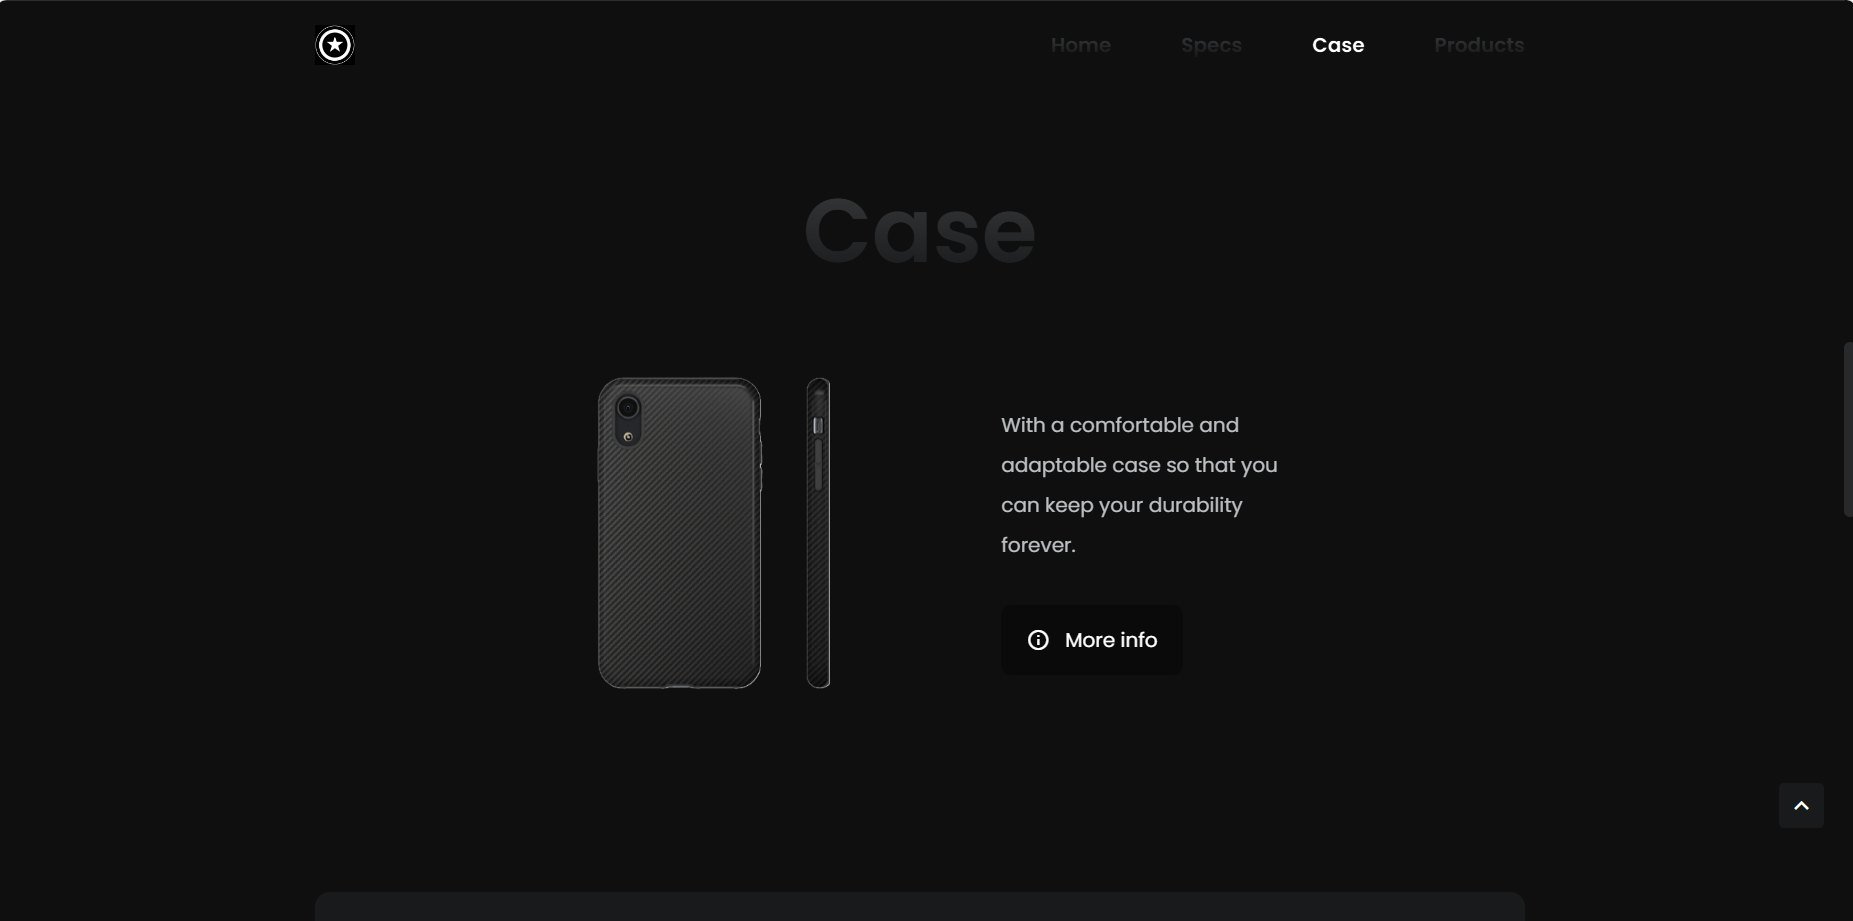 Home Specs Case Products
Case
With a comfortable and
adaptable case so that you
can keep your durability
forever.
More info